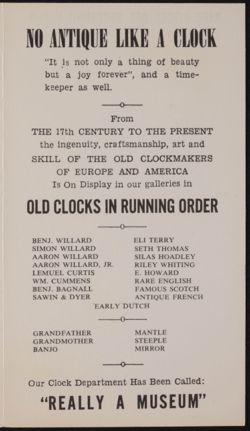 NO ANTIQUE LIKE A CLOCK
"It is not only a thing of beauty
but a joy forever", and a time-
keeper as well.
From
THE 17th CENTURY TO THE PRESENT
the ingenuity, craftsmanship, art and
SKILL OF THE OLD CLOCKMAKERS
OF EUROPE AND AMERICA
Is On Display in our galleries in
OLD CLOCKS IN RUNNING ORDER
BENJ. WILLARD ELI TERRY
SIMON WILLARD SETH THOMAS
AARON WILLARD SILAS HOADLEY
AARON WILLARD, JR. RILEY WHITING
LEMUEL CURTIS E. HOWARD
WM. CUMMENS RARE ENGLISH
BENJ. BAGNALL FAMOUS SCOTCH
SAWIN & DYER ANTIQUE FRENCH
EARLY DUTCH
GRANDFATHER MANTLE
GRANDMOTHER STEEPLE
BANJO MIRROR
Our Clock Department Has Been Called:
"REALLY A MUSEUM"